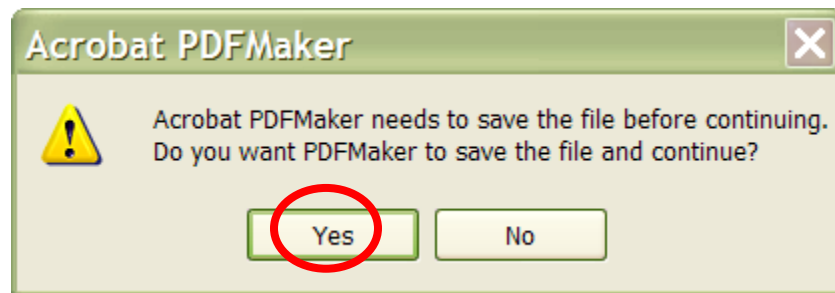 Acrobat PDFMaker
Acrobat PDFMaker needs to save the file before continuing.
Do you want PDFMaker to save the file and continue?
Yes
No